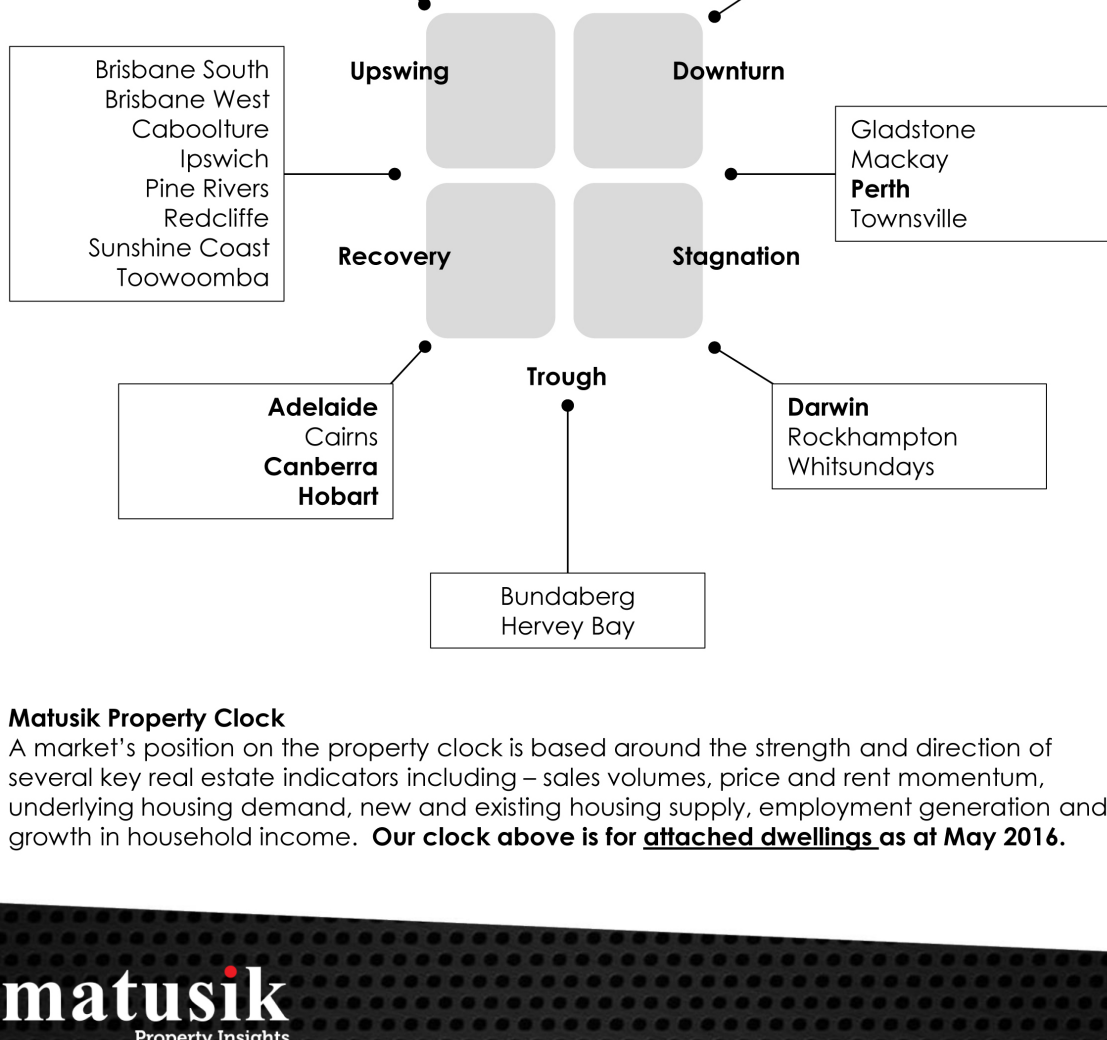 Upswing
Downturn
Brisbane South
Brisbane West
Caboolture
Ipswich
Pine Rivers
Redcliffe
Sunshine Coast
Toowoomba
Gladstone
Mackay
Perth
Townsville
Recovery
Stagnation
Trough
Adelaide
Cairns
Canberra
Hobart
Darwin
Rockhampton
Whitsundays
Bundaberg
Hervey Bay
Matusik Property Clock
A market’s position on the property clock is based around the strength and direction of
several key real estate indicators including – sales volumes, price and rent momentum,
underlying housing demand, new and existing housing supply, employment generation and
growth in household income. Our clock above is for attached dwellings as at May 2016.
matusik
Property Insights